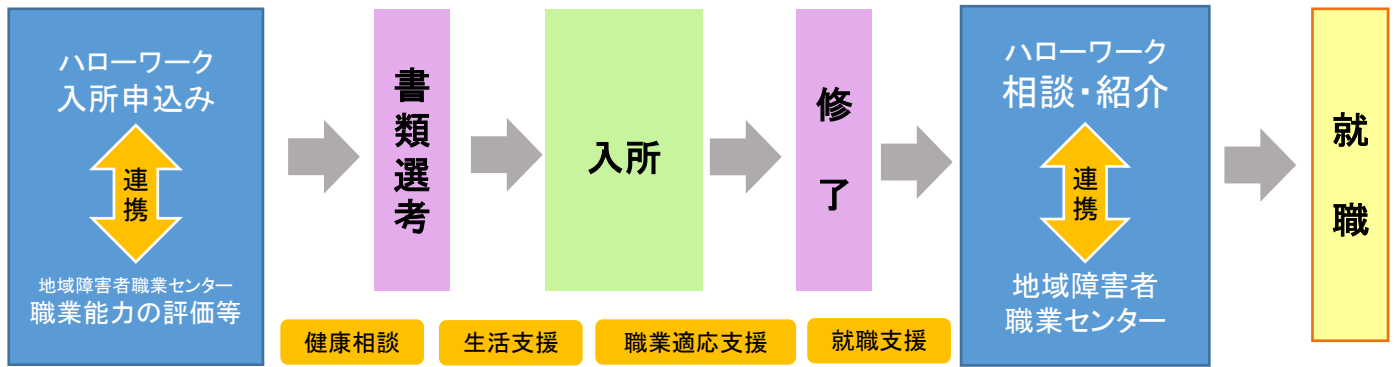 ハローワーク
入所申込み
連携
地域障害者職業センター
職業能力の評価等
書類選考
入所
修了
ハローワーク
相談・紹介
連携
地域障害者
職業センター
就職
健康相談
生活支援
職業適応支援
就職支援